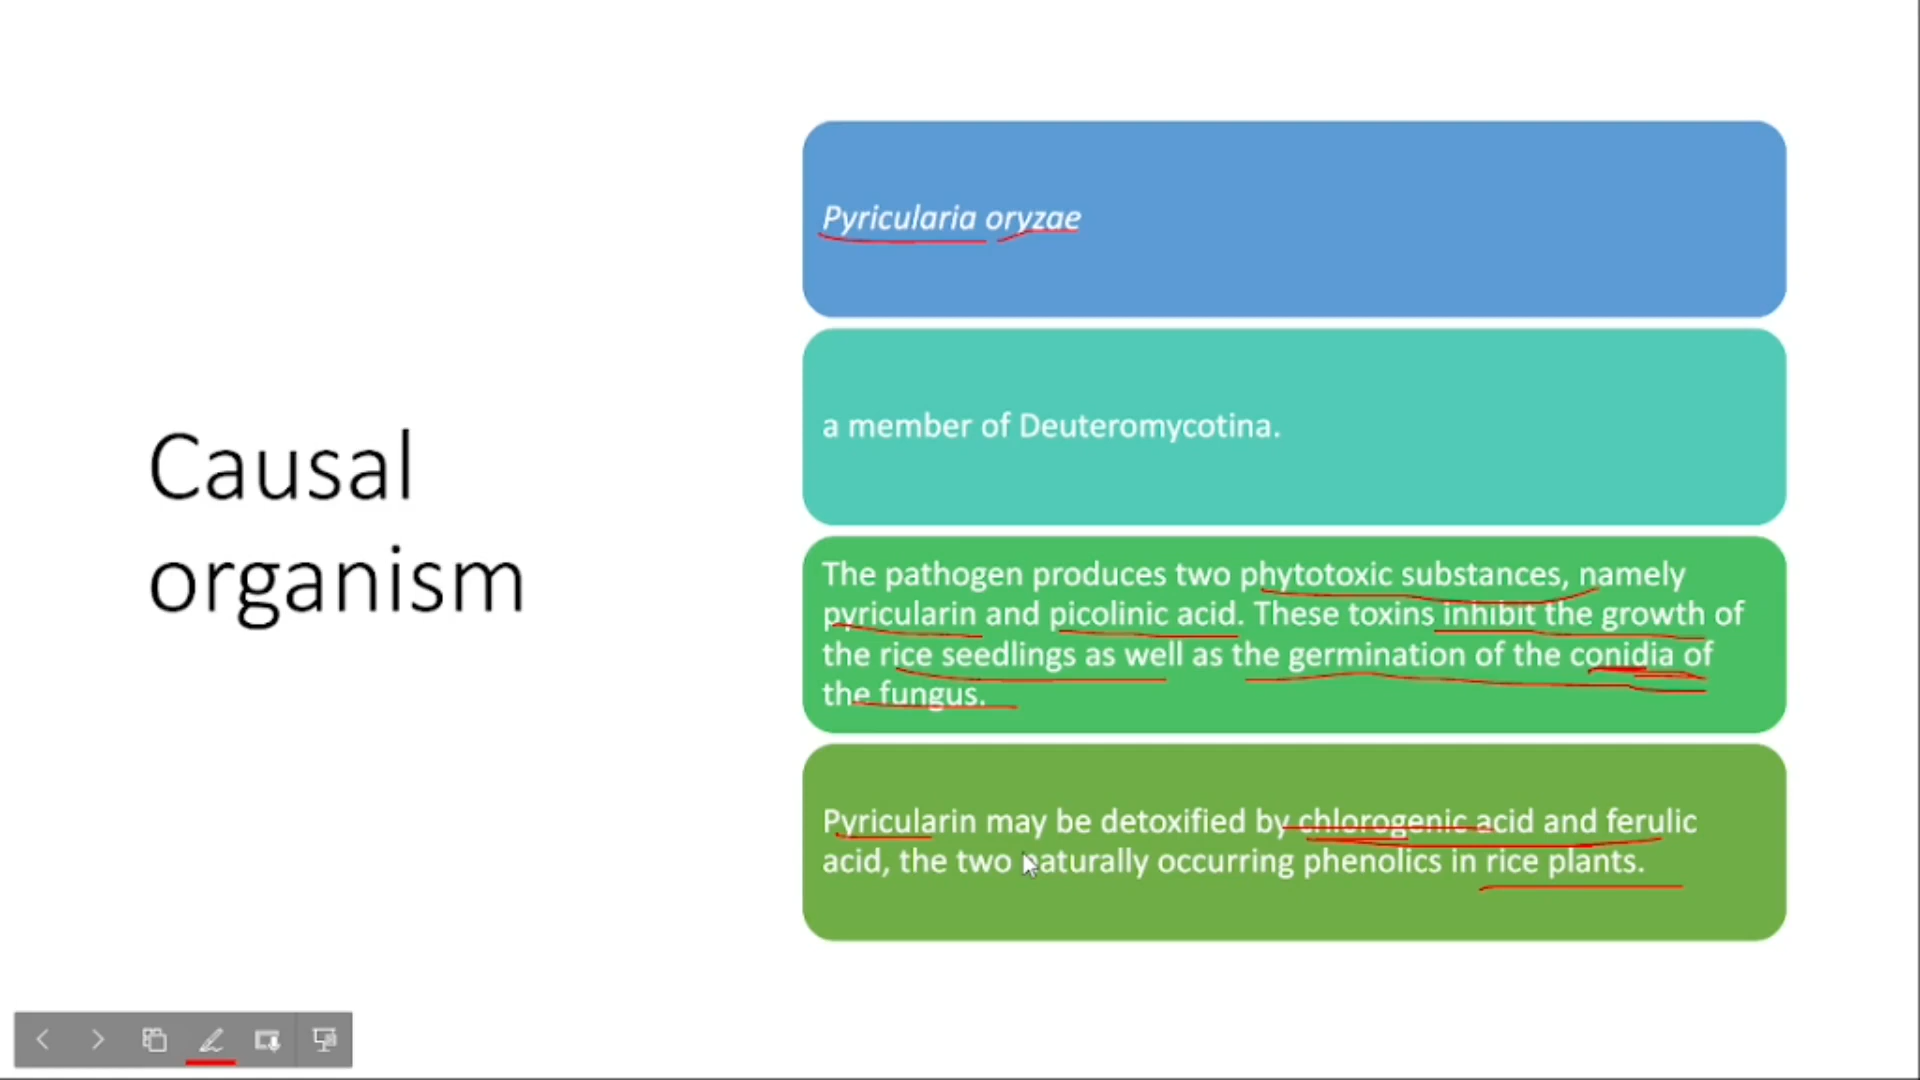 Causal
organism
Pyricularia oryzae
a member of Deuteromycotina.
The pathogen produces two phytotoxic substances, namely
pyricularin and picolinic acid. These toxins inhibit the growth of
the rice seedlings as well as the germination of the conidia of
the fungus.
Pyricularin may be detoxified by chlorogenic acid and ferulic
acid, the two naturally occurring phenolics in rice plants.